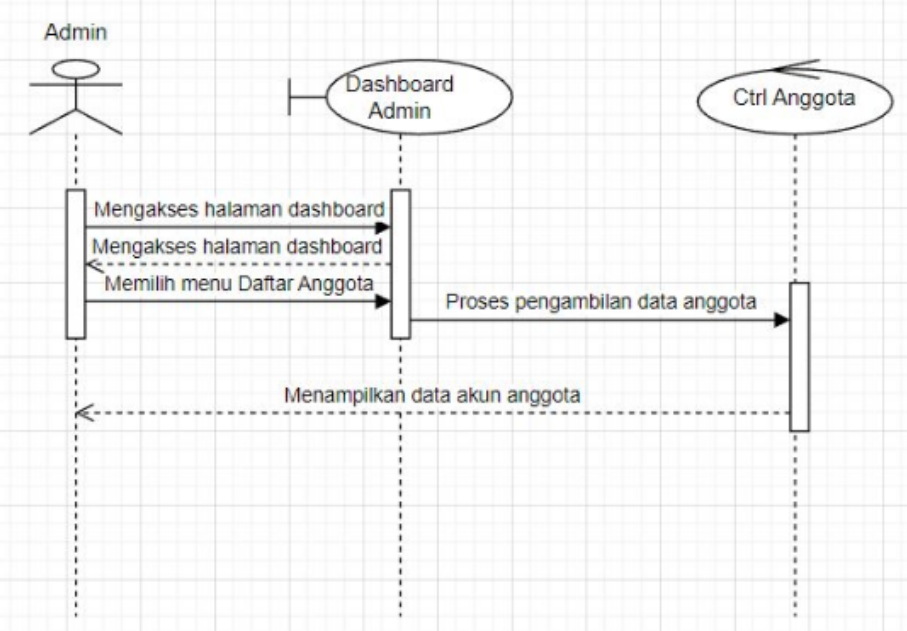 Admin
Dashboard
Admin
Ctrl Anggota
Mengakses halaman dashboard
Mengakses halaman dashboard
Memilih menu Daftar Anggota
Proses pengambilan data anggota
Menampilkan data akun anggota